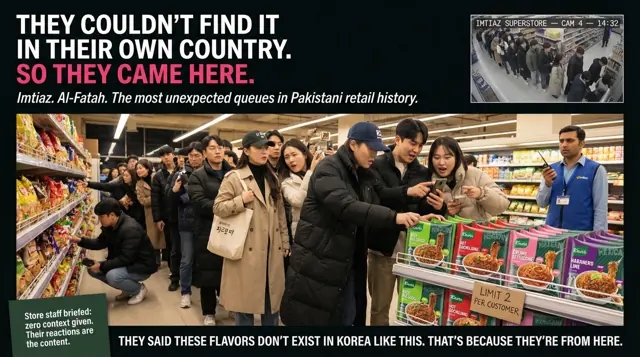 THEY COULDN'T FIND IT
IN THEIR OWN COUNTRY.
SO THEY CAME HERE.
Imtiaz. Al-Fatah. The most unexpected queues in Pakistani retail history.
IMTIAZ SUPERSTORE — CAM 4 — 14:32
Knorr
Knorr
Knorr
Knorr
MEXICAN
HABANERO
LIME
LIMIT 2
PER CUSTOMER
Store staff briefed:
zero context given.
Their reactions are
the content.
THEY SAID THESE FLAVORS DON'T EXIST IN KOREA LIKE THIS. THAT'S BECAUSE THEY'RE FROM HERE.